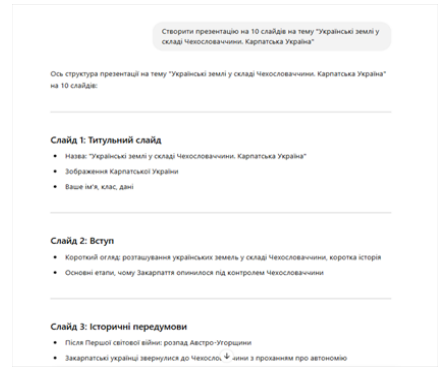 Створити презентацію на 10 слайдів на тему "Українські землі у
складі Чехословаччини. Карпатська Україна"
Ось структура презентації на тему "Українські землі у складі Чехословаччини. Карпатська Україна"
на 10 слайдів:
Слайд 1: Титульний слайд
• Назва: "Українські землі у складі Чехословаччини. Карпатська Україна"
• Зображення Карпатської України
• Ваше ім'я, клас, дані
Слайд 2: Вступ
• Короткий огляд: розташування українських земель у складі Чехословаччини, коротка історія
• Основні етапи, чому Закарпаття опинилося під контролем Чехословаччини
Слайд 3: Історичні передумови
• Після Першої світової війни: розпад Австро-Угорщини
• Закарпатські українці звернулися до з проханням про автономію